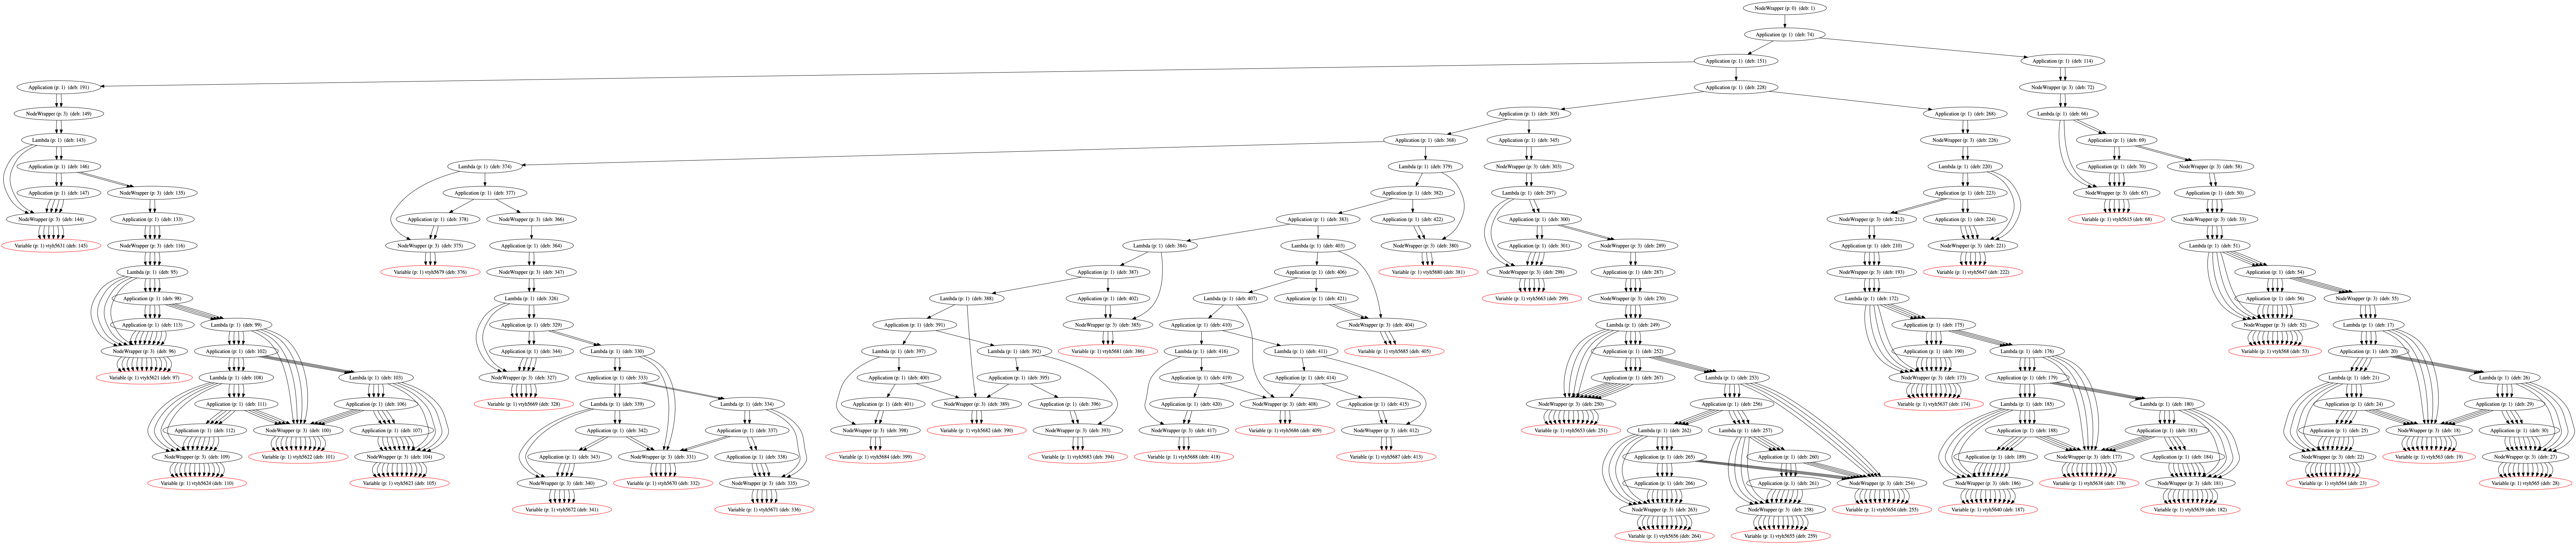 NodeWrapper (p: 0) (deb: 1)
Application (p: 1) (deb: 74)
Application (p: 1) (deb: 151)
Application (p: 1) (deb: 114)
Application (p: 1) (deb: 191)
Application (p: 1) (deb: 228)
NodeWrapper (p: 3) (deb: 72)
NodeWrapper (p: 3) (deb: 149)
Application (p: 1) (deb: 305)
Application (p: 1) (deb: 268)
Lambda (p: 1) (deb: 66)
Lambda (p: 1) (deb: 143)
Application (p: 1) (deb: 368)
Application (p: 1) (deb: 345)
NodeWrapper (p: 3) (deb: 226)
Application (p: 1) (deb: 69)
Application (p: 1) (deb: 146)
Lambda (p: 1) (deb: 374)
Lambda (p: 1) (deb: 379)
NodeWrapper (p: 3) (deb: 303)
Lambda (p: 1) (deb: 220)
Application (p: 1) (deb: 70)
NodeWrapper (p: 3) (deb: 58)
Application (p: 1) (deb: 147)
NodeWrapper (p: 3) (deb: 135)
Application (p: 1) (deb: 377)
Application (p: 1) (deb: 382)
Lambda (p: 1) (deb: 297)
Application (p: 1) (deb: 223)
NodeWrapper (p: 3) (deb: 67)
Application (p: 1) (deb: 50)
NodeWrapper (p: 3) (deb: 144)
Application (p: 1) (deb: 133)
Application (p: 1) (deb: 378)
NodeWrapper (p: 3) (deb: 366)
Application (p: 1) (deb: 383)
Application (p: 1) (deb: 422)
Application (p: 1) (deb: 300)
NodeWrapper (p: 3) (deb: 212)
Application (p: 1) (deb: 224)
Variable (p: 1) vtyh5615 (deb: 68)
NodeWrapper (p: 3) (deb: 33)
Variable (p: 1) vtyh5631 (deb: 145)
NodeWrapper (p: 3) (deb: 116)
NodeWrapper (p: 3) (deb: 375)
Application (p: 1) (deb: 364)
Lambda (p: 1) (deb: 384)
Lambda (p: 1) (deb: 403)
NodeWrapper (p: 3) (deb: 380)
Application (p: 1) (deb: 301)
NodeWrapper (p: 3) (deb: 289)
Application (p: 1) (deb: 210)
NodeWrapper (p: 3) (deb: 221)
Lambda (p: 1) (deb: 51)
Lambda (p: 1) (deb: 95)
Variable (p: 1) vtyh5679 (deb: 376)
NodeWrapper (p: 3) (deb: 347)
Application (p: 1) (deb: 387)
Application (p: 1) (deb: 406)
Variable (p: 1) vtyh5680 (deb: 381)
NodeWrapper (p: 3) (deb: 298)
Application (p: 1) (deb: 287)
NodeWrapper (p: 3) (deb: 193)
Variable (p: 1) vtyh5647 (deb: 222)
Application (p: 1) (deb: 54)
Application (p: 1) (deb: 98)
Lambda (p: 1) (deb: 326)
Lambda (p: 1) (deb: 388)
Application (p: 1) (deb: 402)
Lambda (p: 1) (deb: 407)
Application (p: 1) (deb: 421)
Variable (p: 1) vtyh5663 (deb: 299)
NodeWrapper (p: 3) (deb: 270)
Lambda (p: 1) (deb: 172)
Application (p: 1) (deb: 56)
NodeWrapper (p: 3) (deb: 55)
Application (p: 1) (deb: 113)
Lambda (p: 1) (deb: 99)
Application (p: 1) (deb: 329)
Application (p: 1) (deb: 391)
NodeWrapper (p: 3) (deb: 385)
Application (p: 1) (deb: 410)
NodeWrapper (p: 3) (deb: 404)
Lambda (p: 1) (deb: 249)
Application (p: 1) (deb: 175)
NodeWrapper (p: 3) (deb: 52)
Lambda (p: 1) (deb: 17)
NodeWrapper (p: 3) (deb: 96)
Application (p: 1) (deb: 102)
Application (p: 1) (deb: 344)
Lambda (p: 1) (deb: 330)
Lambda (p: 1) (deb: 397)
Lambda (p: 1) (deb: 392)
Variable (p: 1) vtyh5681 (deb: 386)
Lambda (p: 1) (deb: 416)
Lambda (p: 1) (deb: 411)
Variable (p: 1) vtyh5685 (deb: 405)
Application (p: 1) (deb: 252)
Application (p: 1) (deb: 190)
Lambda (p: 1) (deb: 176)
Variable (p: 1) vtyh568 (deb: 53)
Application (p: 1) (deb: 20)
Variable (p: 1) vtyh5621 (deb: 97)
Lambda (p: 1) (deb: 108)
Lambda (p: 1) (deb: 103)
NodeWrapper (p: 3) (deb: 327)
Application (p: 1) (deb: 333)
Application (p: 1) (deb: 400)
Application (p: 1) (deb: 395)
Application (p: 1) (deb: 419)
Application (p: 1) (deb: 414)
Application (p: 1) (deb: 267)
Lambda (p: 1) (deb: 253)
NodeWrapper (p: 3) (deb: 173)
Application (p: 1) (deb: 179)
Lambda (p: 1) (deb: 21)
Lambda (p: 1) (deb: 26)
Application (p: 1) (deb: 111)
Application (p: 1) (deb: 106)
Variable (p: 1) vtyh5669 (deb: 328)
Lambda (p: 1) (deb: 339)
Lambda (p: 1) (deb: 334)
Application (p: 1) (deb: 401)
NodeWrapper (p: 3) (deb: 389)
Application (p: 1) (deb: 396)
Application (p: 1) (deb: 420)
NodeWrapper (p: 3) (deb: 408)
Application (p: 1) (deb: 415)
NodeWrapper (p: 3) (deb: 250)
Application (p: 1) (deb: 256)
Variable (p: 1) vtyh5637 (deb: 174)
Lambda (p: 1) (deb: 185)
Lambda (p: 1) (deb: 180)
Application (p: 1) (deb: 24)
Application (p: 1) (deb: 29)
Application (p: 1) (deb: 112)
NodeWrapper (p: 3) (deb: 100)
Application (p: 1) (deb: 107)
Application (p: 1) (deb: 342)
Application (p: 1) (deb: 337)
NodeWrapper (p: 3) (deb: 398)
Variable (p: 1) vtyh5682 (deb: 390)
NodeWrapper (p: 3) (deb: 393)
NodeWrapper (p: 3) (deb: 417)
Variable (p: 1) vtyh5686 (deb: 409)
NodeWrapper (p: 3) (deb: 412)
Variable (p: 1) vtyh5653 (deb: 251)
Lambda (p: 1) (deb: 262)
Lambda (p: 1) (deb: 257)
Application (p: 1) (deb: 188)
Application (p: 1) (deb: 183)
Application (p: 1) (deb: 25)
NodeWrapper (p: 3) (deb: 18)
Application (p: 1) (deb: 30)
NodeWrapper (p: 3) (deb: 109)
Variable (p: 1) vtyh5622 (deb: 101)
NodeWrapper (p: 3) (deb: 104)
Application (p: 1) (deb: 343)
NodeWrapper (p: 3) (deb: 331)
Application (p: 1) (deb: 338)
Variable (p: 1) vtyh5684 (deb: 399)
Variable (p: 1) vtyh5683 (deb: 394)
Variable (p: 1) vtyh5688 (deb: 418)
Variable (p: 1) vtyh5687 (deb: 413)
Application (p: 1) (deb: 265)
Application (p: 1) (deb: 260)
Application (p: 1) (deb: 189)
NodeWrapper (p: 3) (deb: 177)
Application (p: 1) (deb: 184)
NodeWrapper (p: 3) (deb: 22)
Variable (p: 1) vtyh563 (deb: 19)
NodeWrapper (p: 3) (deb: 27)
Variable (p: 1) vtyh5624 (deb: 110)
Variable (p: 1) vtyh5623 (deb: 105)
NodeWrapper (p: 3) (deb: 340)
Variable (p: 1) vtyh5670 (deb: 332)
NodeWrapper (p: 3) (deb: 335)
Application (p: 1) (deb: 266)
Application (p: 1) (deb: 261)
NodeWrapper (p: 3) (deb: 254)
NodeWrapper (p: 3) (deb: 186)
Variable (p: 1) vtyh5638 (deb: 178)
NodeWrapper (p: 3) (deb: 181)
Variable (p: 1) vtyh564 (deb: 23)
Variable (p: 1) vtyh565 (deb: 28)
Variable (p: 1) vtyh5672 (deb: 341)
Variable (p: 1) vtyh5671 (deb: 336)
NodeWrapper (p: 3) (deb: 263)
NodeWrapper (p: 3) (deb: 258)
Variable (p: 1) vtyh5654 (deb: 255)
Variable (p: 1) vtyh5640 (deb: 187)
Variable (p: 1) vtyh5639 (deb: 182)
Variable (p: 1) vtyh5656 (deb: 264)
Variable (p: 1) vtyh5655 (deb: 259)